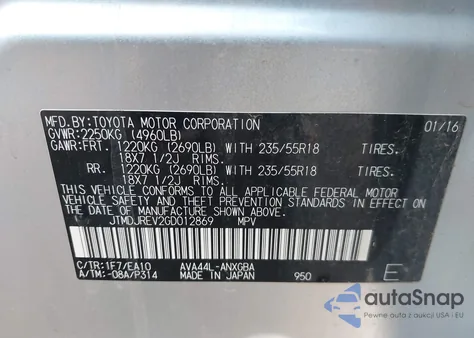 MFD.BY:TOYOTA MOTOR CORPORATION 01/16
GVWR:2250KG (4960LB)
GAWR:FRT. 1220KG (2690LB) WITH 235/55R18 TIRES.
18X7 1/2J RIMS.
RR. 1220KG (2690LB) WITH 235/55R18 TIRES.
18X7 1/2J RIMS.
THIS VEHICLE CONFORMS TO ALL APPLICABLE FEDERAL MOTOR
VEHICLE SAFETY AND THEFT PREVENTION STANDARDS IN EFFECT
ON THE DATE OF MANUFACTURE SHOWN ABOVE.
JTMDJREV2GD012869 MPV
C/TR:1F7/EA10 AVA44L-ANXGBA
A/TM:-08A/P314 MADE IN JAPAN 950 E
autoSnap
Pewne auta z aukcji USA i EU